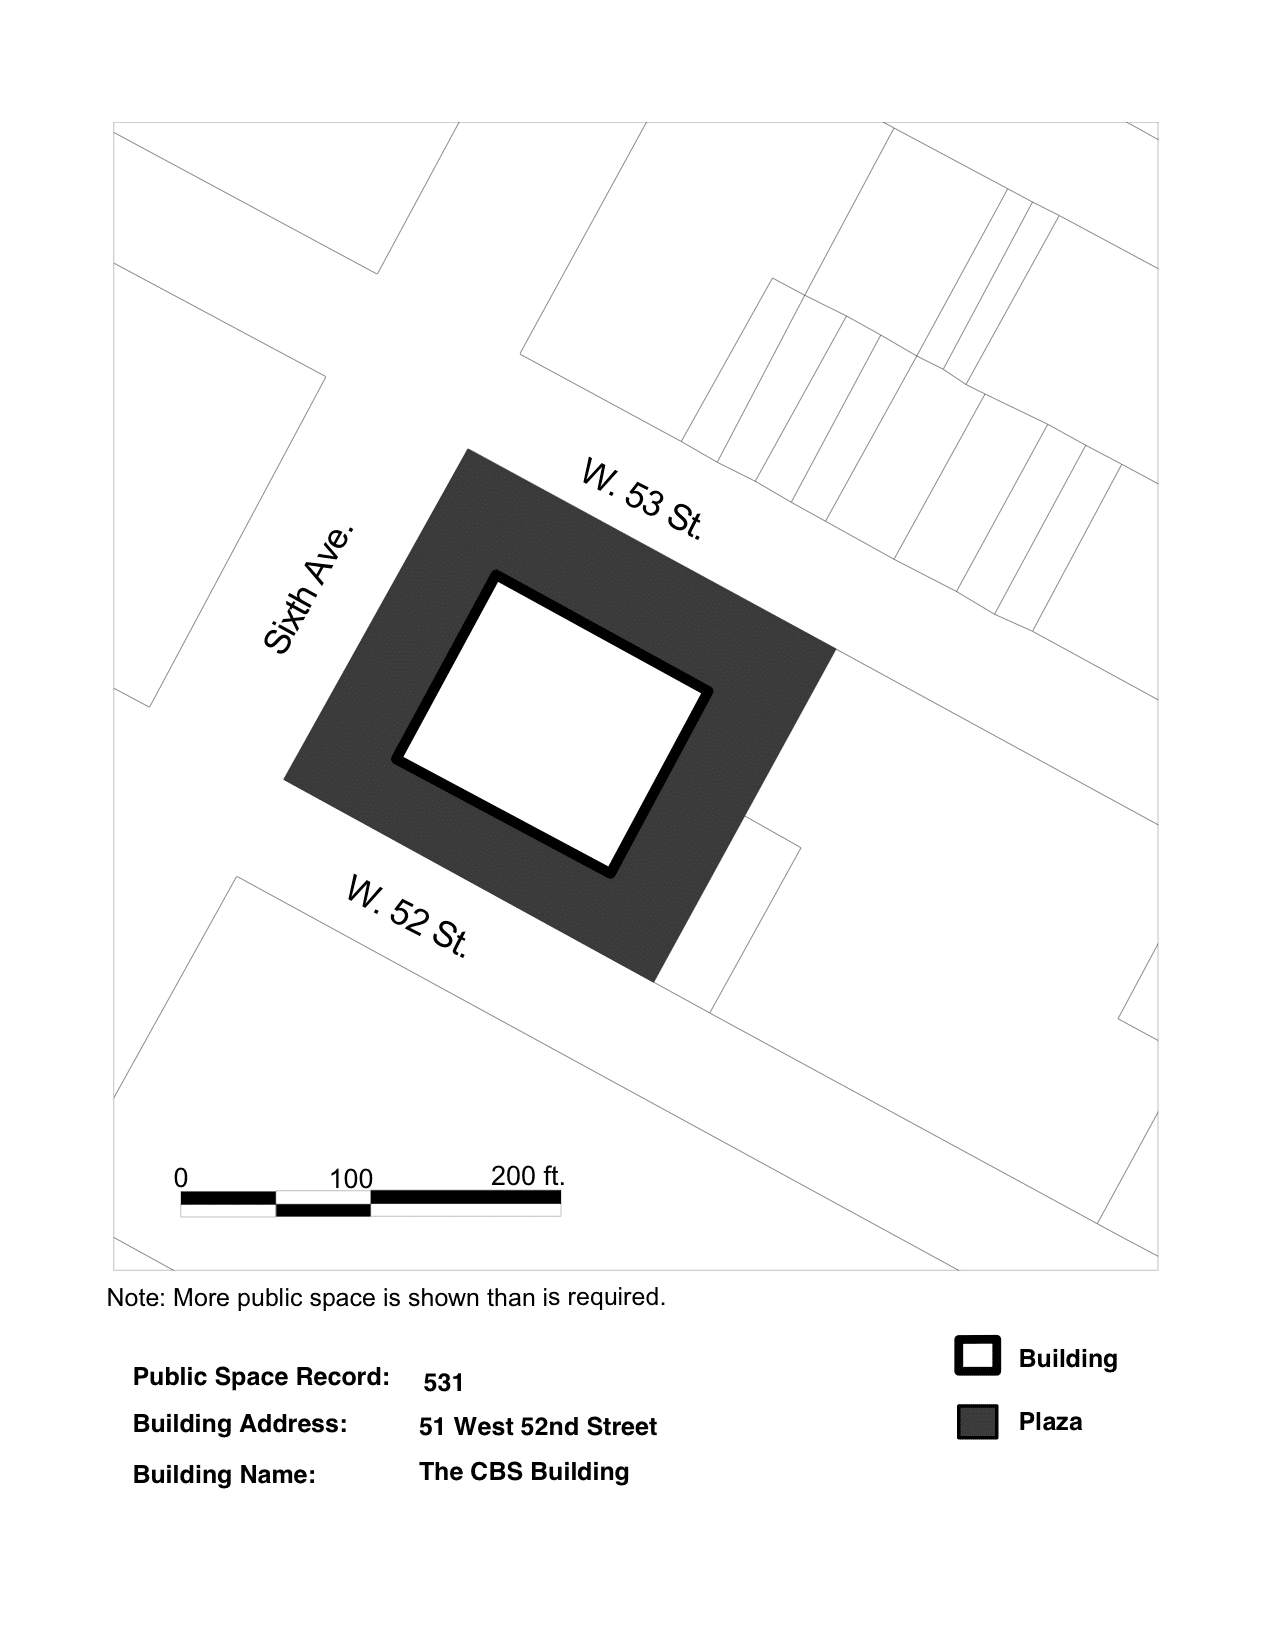 W. 53 St.
Sixth Ave.
W. 52 St.
0 100 200 ft.
Note: More public space is shown than is required.
Public Space Record: 531
Building Address: 51 West 52nd Street
Building Name: The CBS Building
Building
Plaza